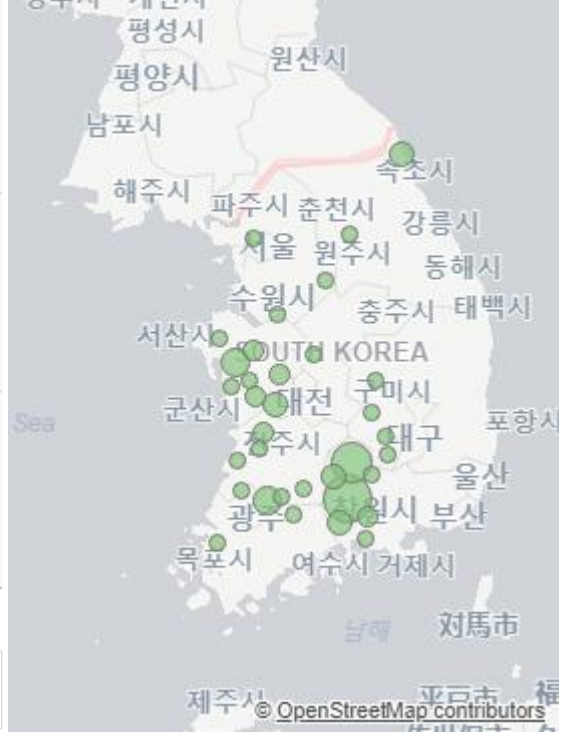 평성시
원산시
평양시
남포시
해주시
파주시 춘천시
속초시
강릉시
서울 원주시
동해시
수원시
충주시 태백시
서산시
SOUTH KOREA
군산시 대전 구미시
Sea
포항시
전주시 대구
울산
광주 창원시 부산
목포시 여수시 거제시
남해
対馬市
제주시
平戸市 福
© OpenStreetMap contributors